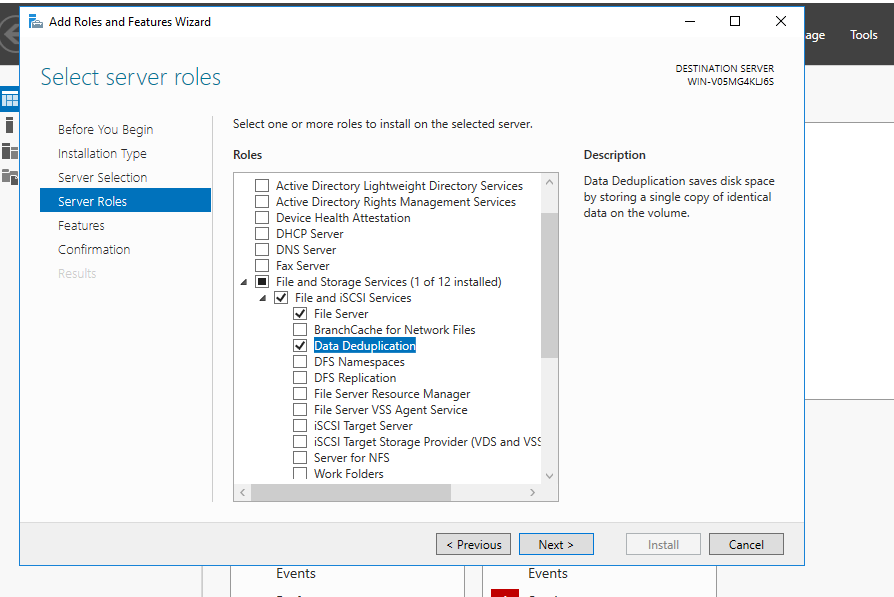 Add Roles and Features Wizard
age Tools
Select server roles
DESTINATION SERVER
WIN-V05MG4KLJ6S
Before You Begin
Installation Type
Server Selection
Server Roles
Features
Confirmation
Results
Select one or more roles to install on the selected server.
Roles
Active Directory Lightweight Directory Services
Active Directory Rights Management Services
Device Health Attestation
DHCP Server
DNS Server
Fax Server
File and Storage Services (1 of 12 installed)
File and iSCSI Services
File Server
BranchCache for Network Files
Data Deduplication
DFS Namespaces
DFS Replication
File Server Resource Manager
File Server VSS Agent Service
iSCSI Target Server
iSCSI Target Storage Provider (VDS and VSS
Server for NFS
Work Folders
Description
Data Deduplication saves disk space
by storing a single copy of identical
data on the volume.
< Previous
Next >
Install
Cancel
Events
Events